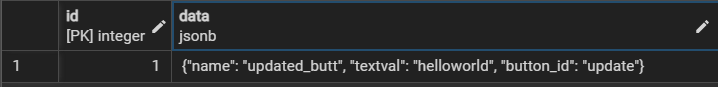 id data
[PK] integer jsonb
1 1 {"name": "updated_butt", "textval": "helloworld", "button_id": "update"}